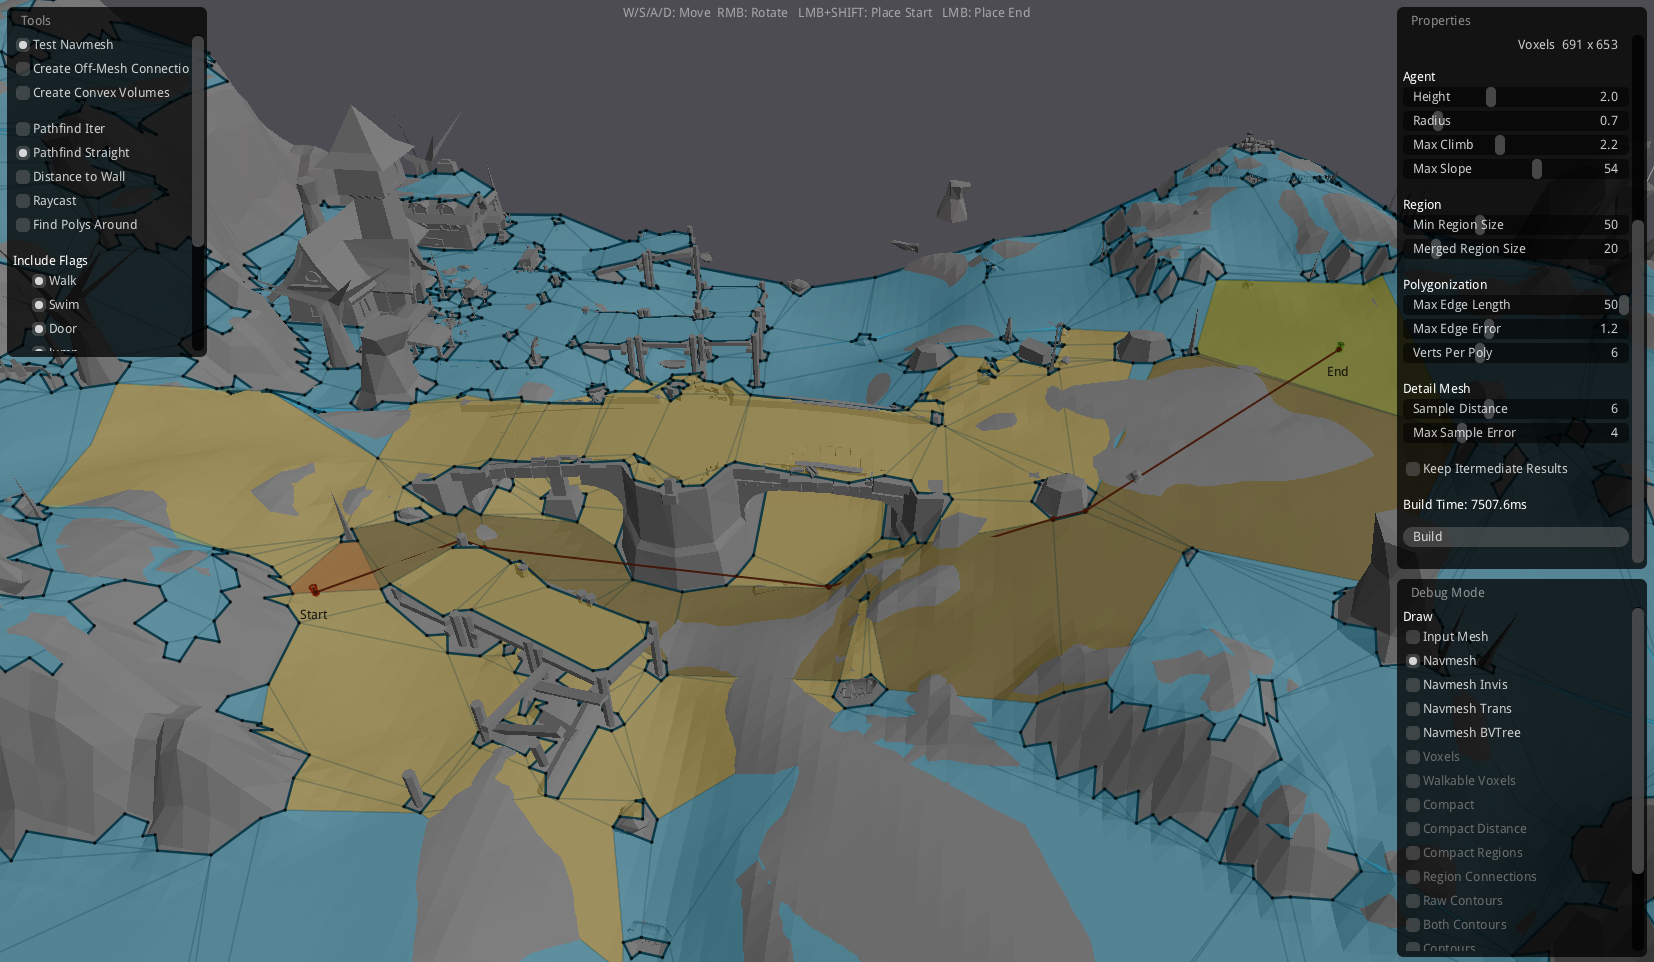 W/S/A/D: Move RMB: Rotate LMB+SHIFT: Place Start LMB: Place End
Tools
Test Navmesh
Create Off-Mesh Connectio
Create Convex Volumes
Pathfind Iter
Pathfind Straight
Distance to Wall
Raycast
Find Polys Around
Include Flags
Walk
Swim
Door
Start
End
Properties
Voxels 691 x 653
Agent
Height 2.0
Radius 0.7
Max Climb 2.2
Max Slope 54
Region
Min Region Size 50
Merged Region Size 20
Polygonization
Max Edge Length 50
Max Edge Error 1.2
Verts Per Poly 6
Detail Mesh
Sample Distance 6
Max Sample Error 4
Keep Itermediate Results
Build Time: 7507.6ms
Build
Debug Mode
Draw
Input Mesh
Navmesh
Navmesh Invis
Navmesh Trans
Navmesh BVTree
Voxels
Walkable Voxels
Compact
Compact Distance
Compact Regions
Region Connections
Raw Contours
Both Contours
Contours